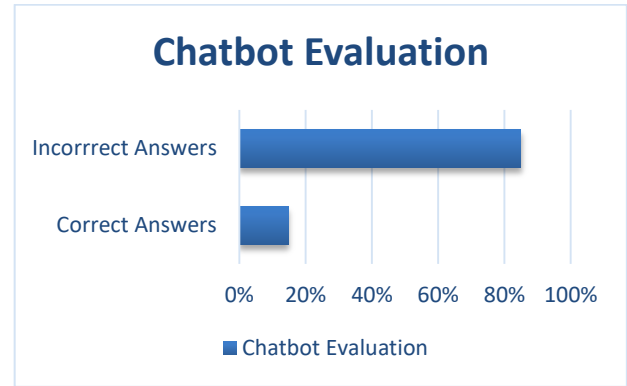 Chatbot Evaluation
Incorrrect Answers
Correct Answers
0% 20% 40% 60% 80% 100%
Chatbot Evaluation